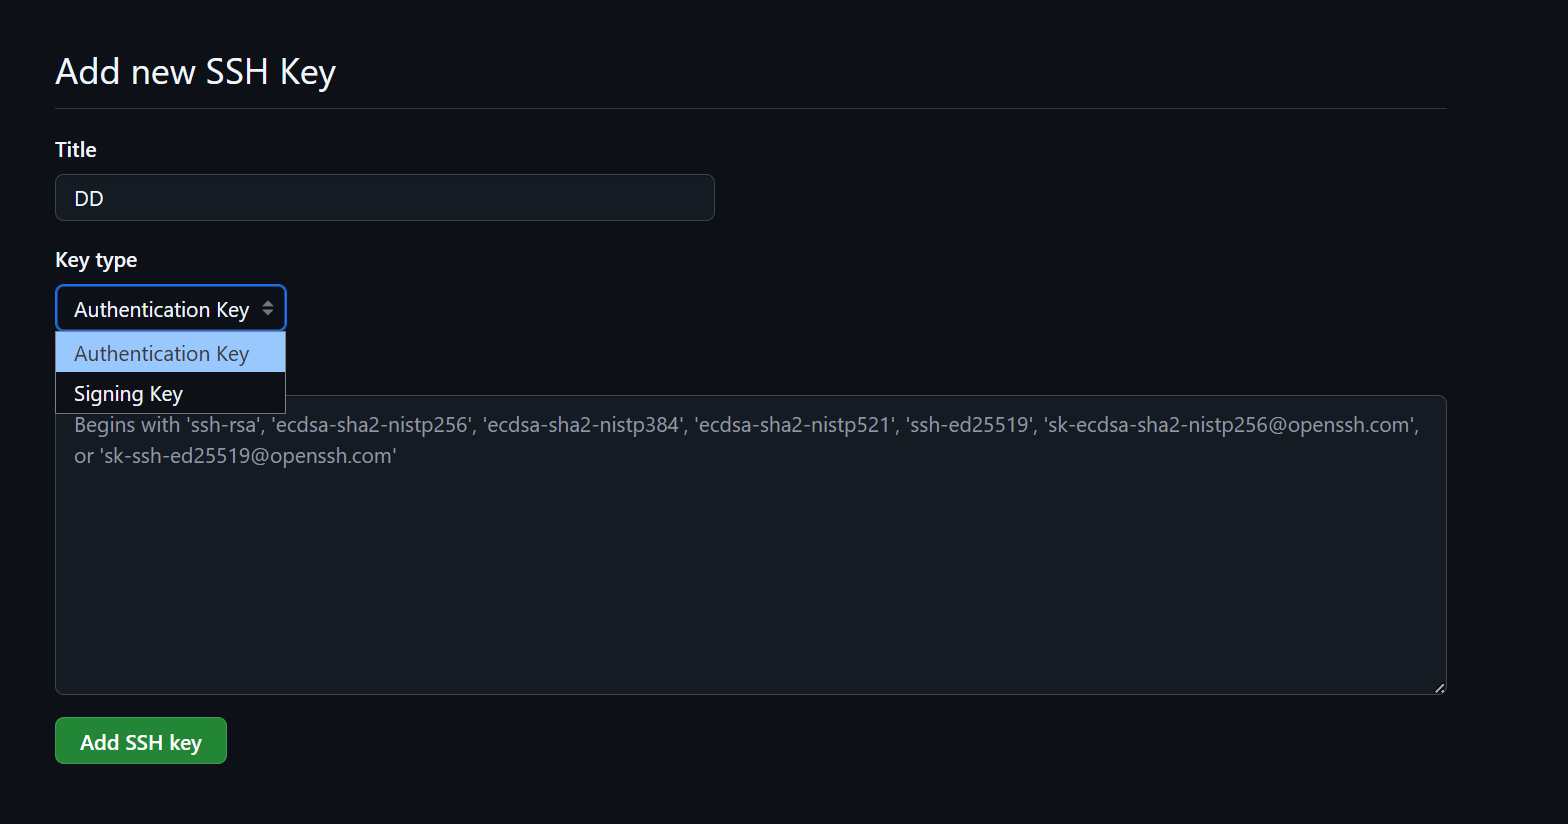 Add new SSH Key
Title
DD
Key type
Authentication Key
Authentication Key
Signing Key
Begins with 'ssh-rsa', 'ecdsa-sha2-nistp256', 'ecdsa-sha2-nistp384', 'ecdsa-sha2-nistp521', 'ssh-ed25519', 'sk-ecdsa-sha2-nistp256@openssh.com',
or 'sk-ssh-ed25519@openssh.com'
Add SSH key